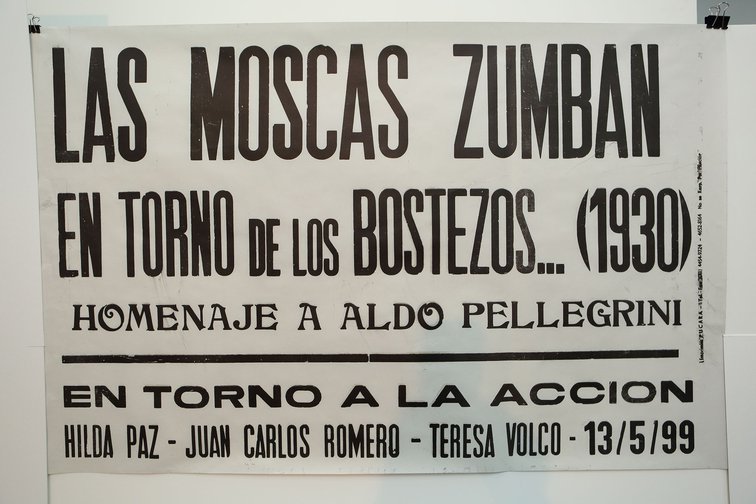 LAS MOSCAS ZUMBAN
EN TORNO DE LOS BOSTEZOS... (1930)
HOMENAJE A ALDO PELLEGRINI
EN TORNO A LA ACCION
HILDA PAZ - JUAN CARLOS ROMERO - TERESA VOLCO - 13/5/99